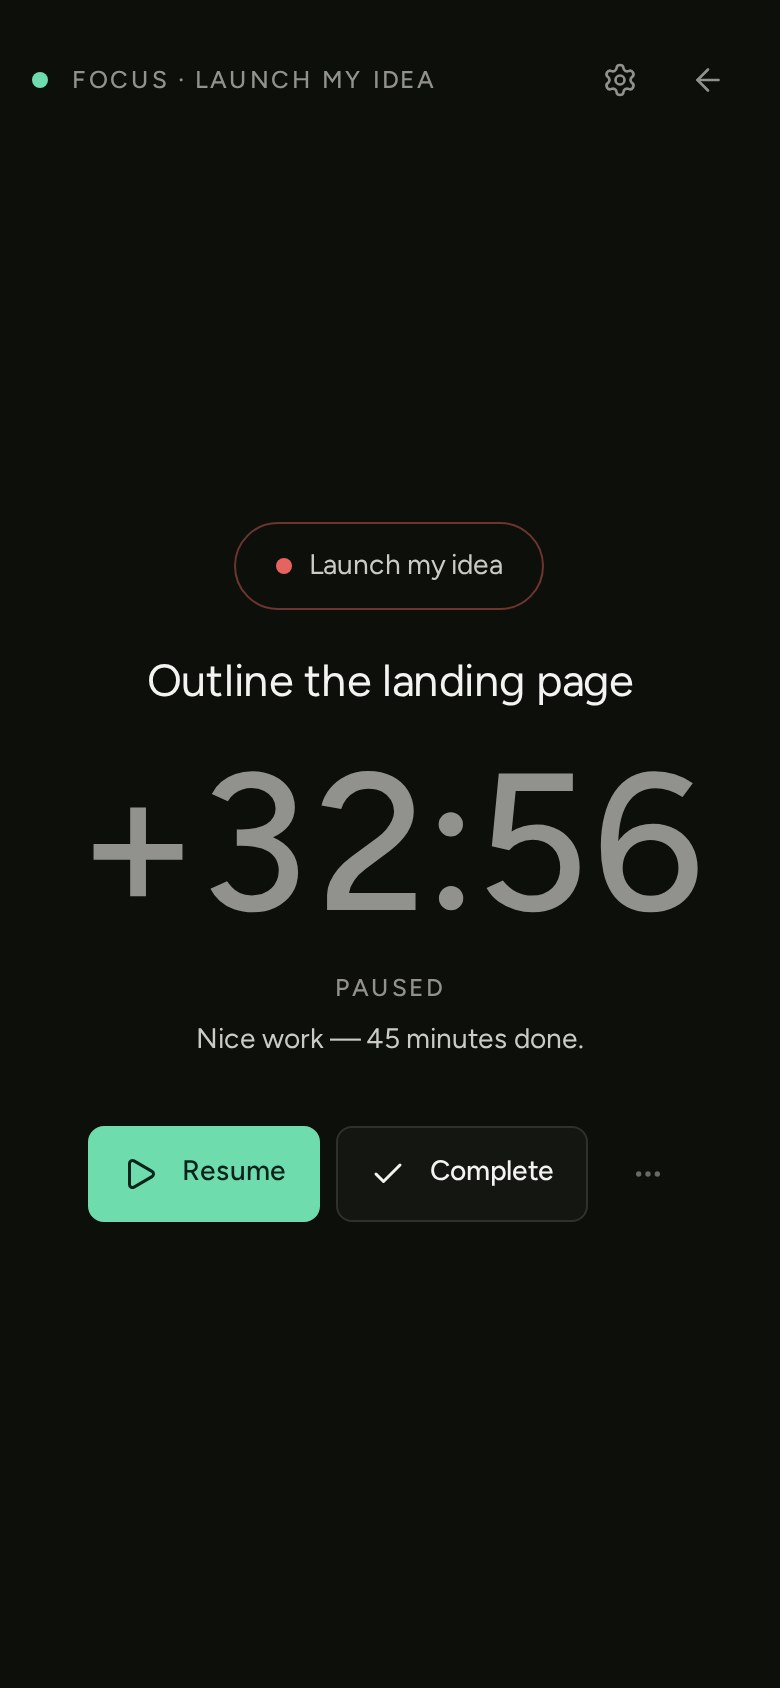 FOCUS · LAUNCH MY IDEA
Launch my idea
Outline the landing page
+32:56
PAUSED
Nice work — 45 minutes done.
Resume
Complete